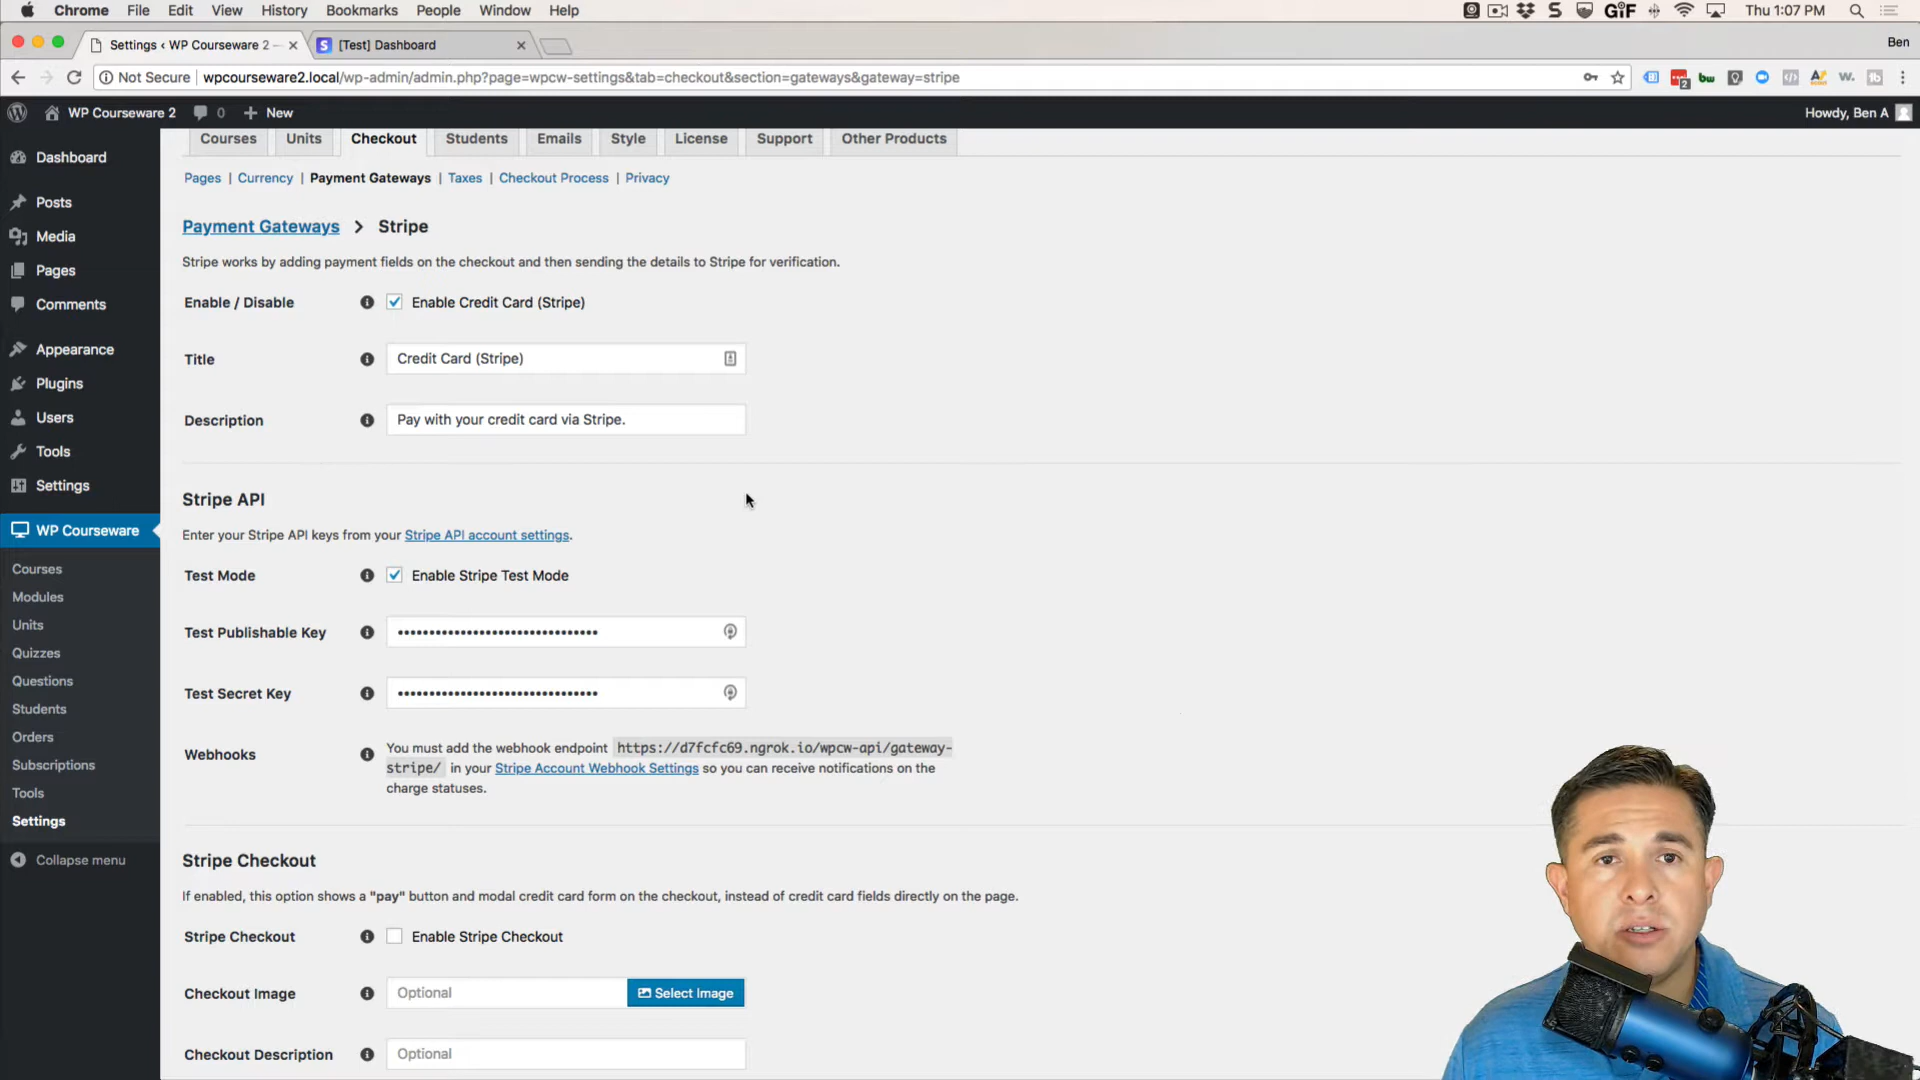 Chrome File Edit View History Bookmarks People Window Help GIF Thu 1:07 PM
Settings ‹ WP Courseware 2 — [Test] Dashboard Ben
Not Secure wpcourseware2.local/wp-admin/admin.php?page=wpcw-settings&tab=checkout&section=gateways&gateway=stripe
WP Courseware 2 0 New Howdy, Ben A
Courses Units Checkout Students Emails Style License Support Other Products
Pages | Currency | Payment Gateways | Taxes | Checkout Process | Privacy
Payment Gateways > Stripe
Stripe works by adding payment fields on the checkout and then sending the details to Stripe for verification.
Enable / Disable Enable Credit Card (Stripe)
Title Credit Card (Stripe)
Description Pay with your credit card via Stripe.
Stripe API
Enter your Stripe API keys from your Stripe API account settings.
Test Mode Enable Stripe Test Mode
Test Publishable Key ••••••••••••••••••••••••••••••••
Test Secret Key ••••••••••••••••••••••••••••••••
Webhooks You must add the webhook endpoint https://d7fcfc69.ngrok.io/wpcw-api/gateway-
stripe/ in your Stripe Account Webhook Settings so you can receive notifications on the
charge statuses.
Stripe Checkout
If enabled, this option shows a "pay" button and modal credit card form on the checkout, instead of credit card fields directly on the page.
Stripe Checkout Enable Stripe Checkout
Checkout Image Optional Select Image
Checkout Description Optional
Dashboard
Posts
Media
Pages
Comments
Appearance
Plugins
Users
Tools
Settings
WP Courseware
Courses
Modules
Units
Quizzes
Questions
Students
Orders
Subscriptions
Tools
Settings
Collapse menu